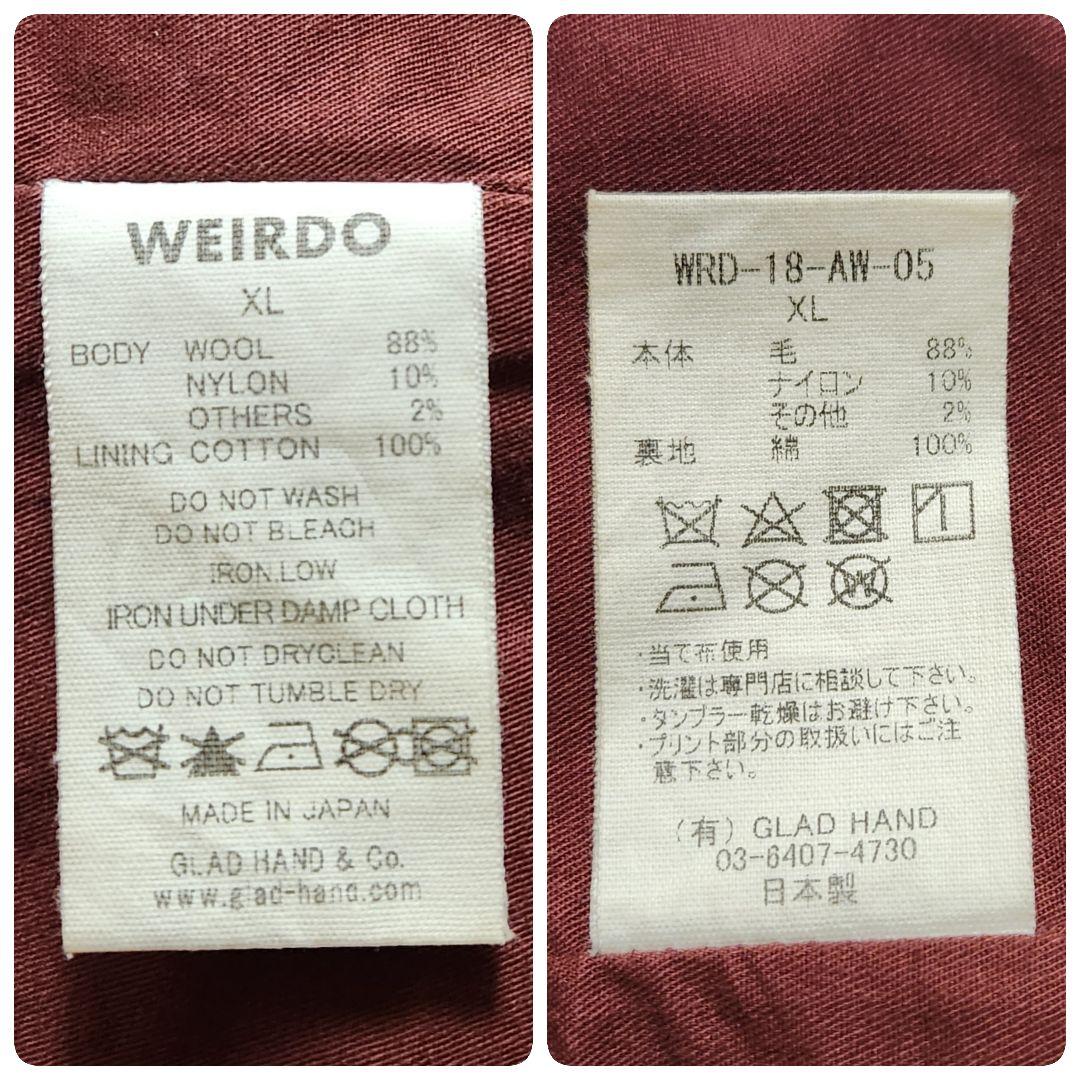 WEIRDO
XL
BODY WOOL 88%
NYLON 10%
OTHERS 2%
LINING COTTON 100%
DO NOT WASH
DO NOT BLEACH
IRON.LOW
IRON UNDER DAMP CLOTH
DO NOT DRYCLEAN
DO NOT TUMBLE DRY
MADE IN JAPAN
GLAD HAND & Co.
www.glad-hand.com
WRD-18-AW-05
XL
本体 毛 88%
ナイロン 10%
その他 2%
裏地 綿 100%
・当て布使用
・洗濯は専門店に相談して下さい。
・タンブラー乾燥はお避け下さい。
・プリント部分の取扱いにはご注
意下さい。
（有）GLAD HAND
03-6407-4730
日本製